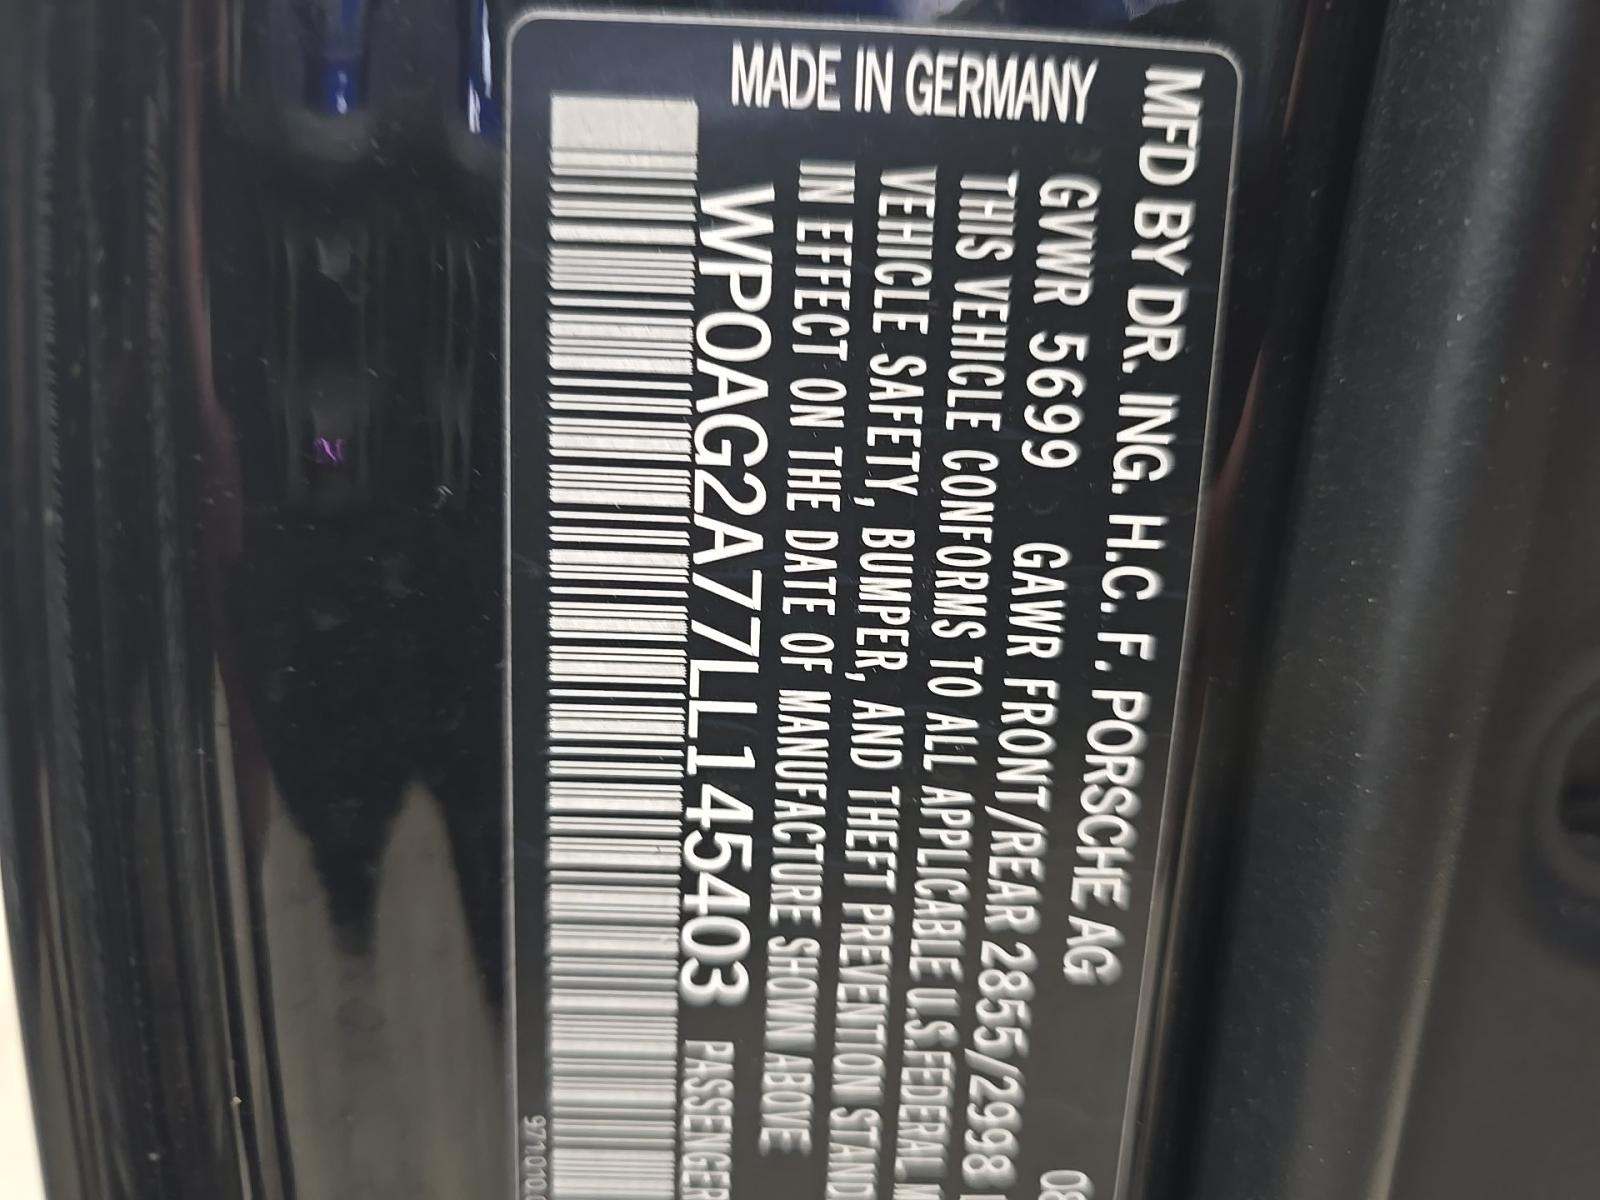 MFD BY DR. ING. H.C. F. PORSCHE AG 08
GVWR 5699 GAWR FRONT/REAR 2855/2998
THIS VEHICLE CONFORMS TO ALL APPLICABLE U.S.FEDERAL M
VEHICLE SAFETY, BUMPER, AND THEFT PREVENTION STAND
IN EFFECT ON THE DATE OF MANUFACTURE SHOWN ABOVE
WP0AG2A77LL145403 PASSENGER
MADE IN GERMANY